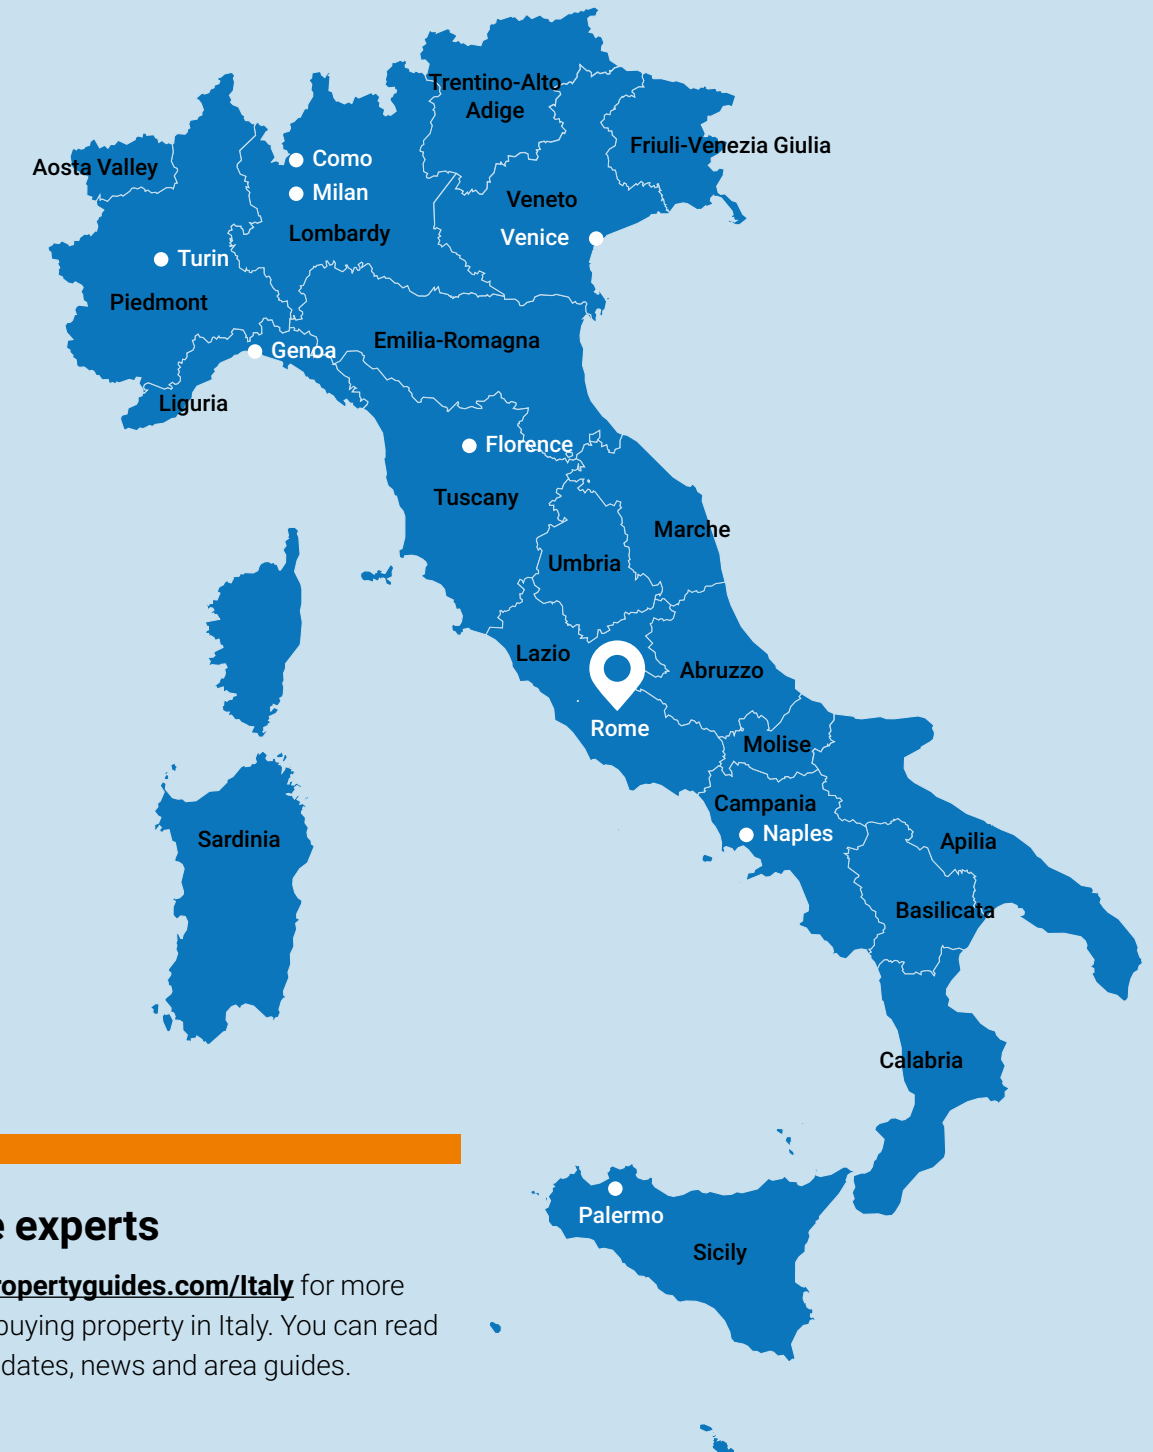 Trentino-Alto
Adige
Friuli-Venezia Giulia
Aosta Valley
Como
Milan
Veneto
Lombardy
Venice
Turin
Piedmont
Emilia-Romagna
Genoa
Liguria
Florence
Tuscany
Marche
Umbria
Lazio
Abruzzo
Rome
Molise
Campania
Naples
Sardinia
Apilia
Basilicata
Calabria
Palermo
Sicily
e experts
ropertyguides.com/Italy for more
buying property in Italy. You can read
dates, news and area guides.